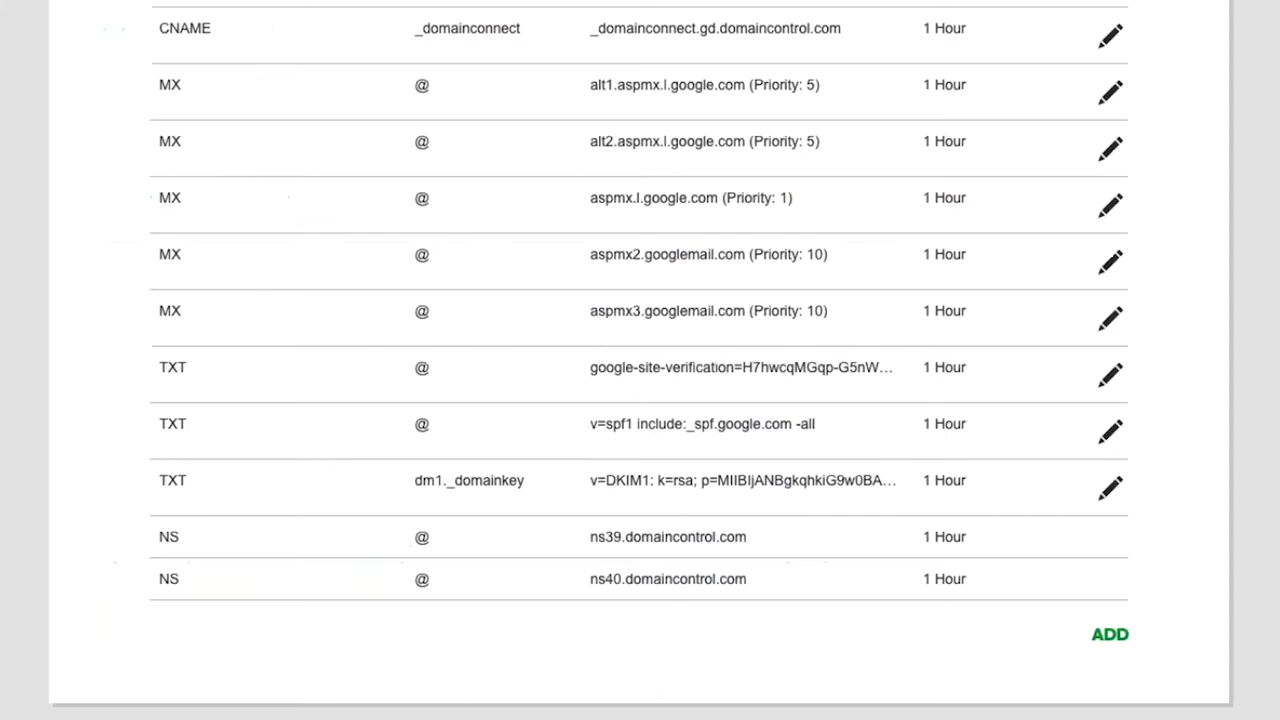 CNAME _domainconnect _domainconnect.gd.domaincontrol.com 1 Hour
MX @ alt1.aspmx.l.google.com (Priority: 5) 1 Hour
MX @ alt2.aspmx.l.google.com (Priority: 5) 1 Hour
MX @ aspmx.l.google.com (Priority: 1) 1 Hour
MX @ aspmx2.googlemail.com (Priority: 10) 1 Hour
MX @ aspmx3.googlemail.com (Priority: 10) 1 Hour
TXT @ google-site-verification=H7hwcqMGqp-G5nW... 1 Hour
TXT @ v=spf1 include:_spf.google.com -all 1 Hour
TXT dm1._domainkey v=DKIM1: k=rsa; p=MIIBIjANBgkqhkiG9w0BA... 1 Hour
NS @ ns39.domaincontrol.com 1 Hour
NS @ ns40.domaincontrol.com 1 Hour
ADD